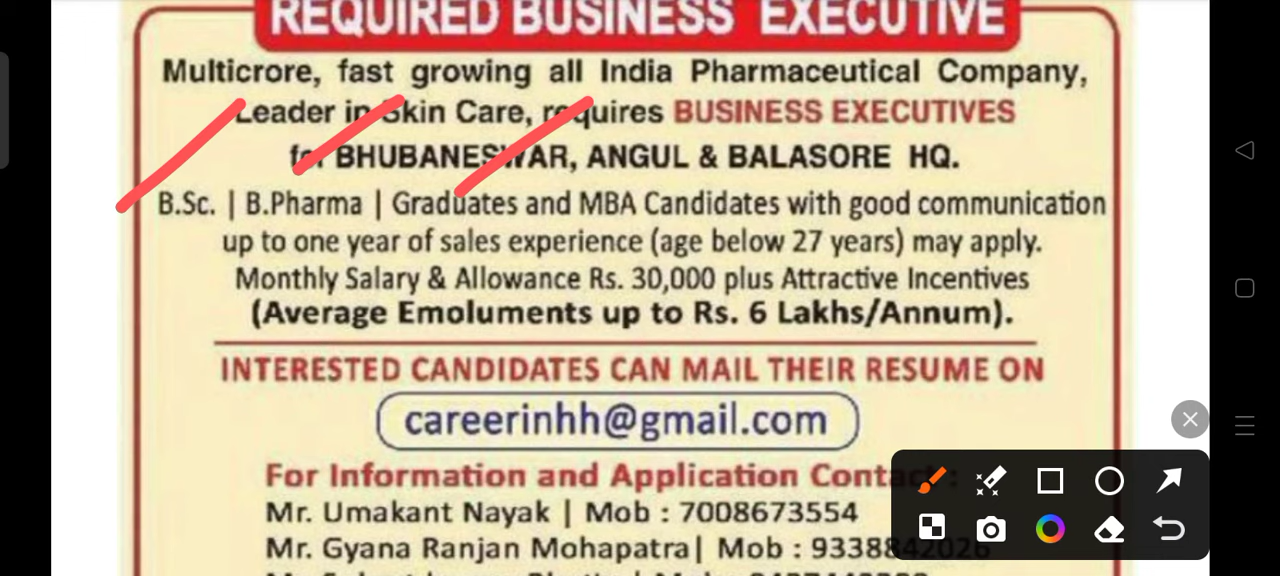 REQUIRED BUSINESS EXECUTIVE
Multicrore, fast growing all India Pharmaceutical Company,
Leader in Skin Care, requires BUSINESS EXECUTIVES
for BHUBANESWAR, ANGUL & BALASORE HQ.
B.Sc. | B.Pharma | Graduates and MBA Candidates with good communication
up to one year of sales experience (age below 27 years) may apply.
Monthly Salary & Allowance Rs. 30,000 plus Attractive Incentives
(Average Emoluments up to Rs. 6 Lakhs/Annum).
INTERESTED CANDIDATES CAN MAIL THEIR RESUME ON
careerinhh@gmail.com
For Information and Application Contact :
Mr. Umakant Nayak | Mob : 7008673554
Mr. Gyana Ranjan Mohapatra| Mob : 9338842026